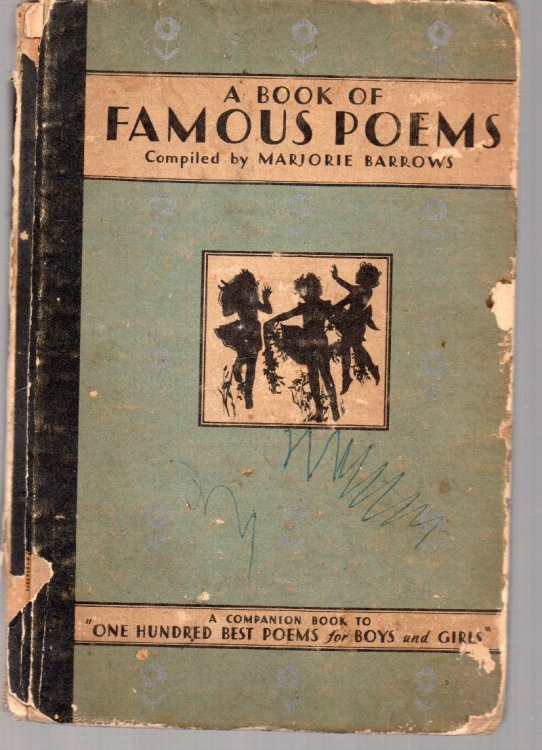 A BOOK OF
FAMOUS POEMS
Compiled by MARJORIE BARROWS
A COMPANION BOOK TO
"ONE HUNDRED BEST POEMS for BOYS and GIRLS"